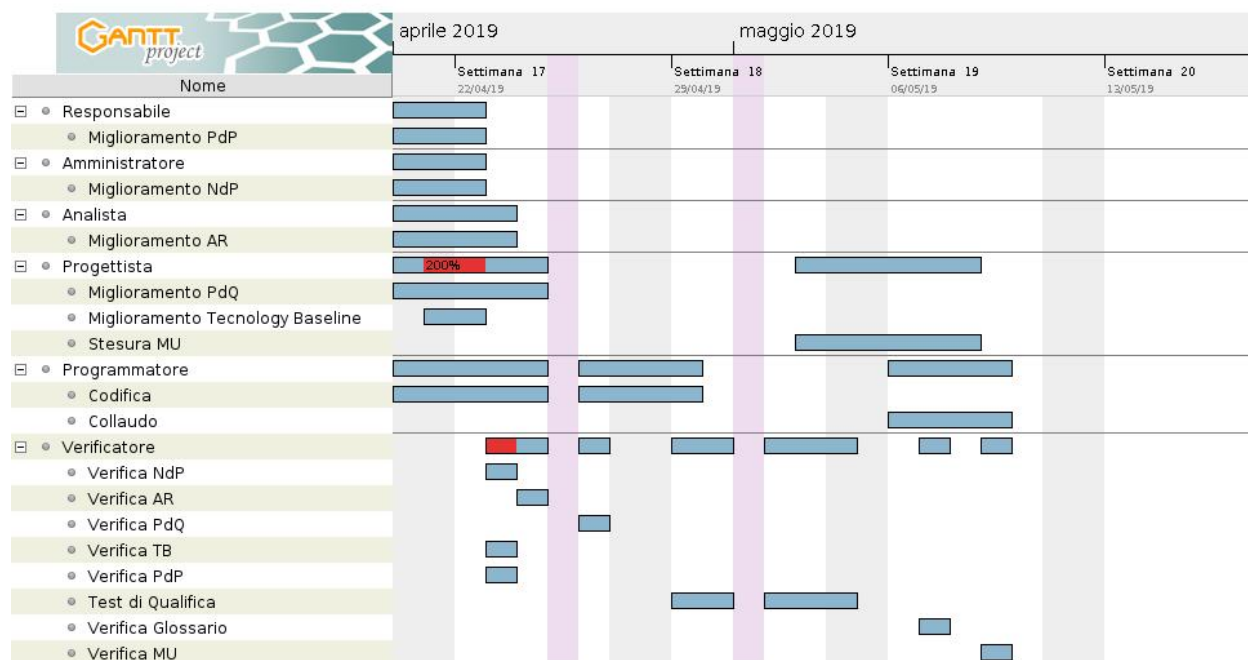 GANTT
project
aprile 2019 maggio 2019
Settimana 17 Settimana 18 Settimana 19 Settimana 20
22/04/19 29/04/19 06/05/19 13/05/19
Nome
Responsabile
Miglioramento PdP
Amministratore
Miglioramento NdP
Analista
Miglioramento AR
Progettista 200%
Miglioramento PdQ
Miglioramento Tecnology Baseline
Stesura MU
Programmatore
Codifica
Collaudo
Verificatore
Verifica NdP
Verifica AR
Verifica PdQ
Verifica TB
Verifica PdP
Test di Qualifica
Verifica Glossario
Verifica MU